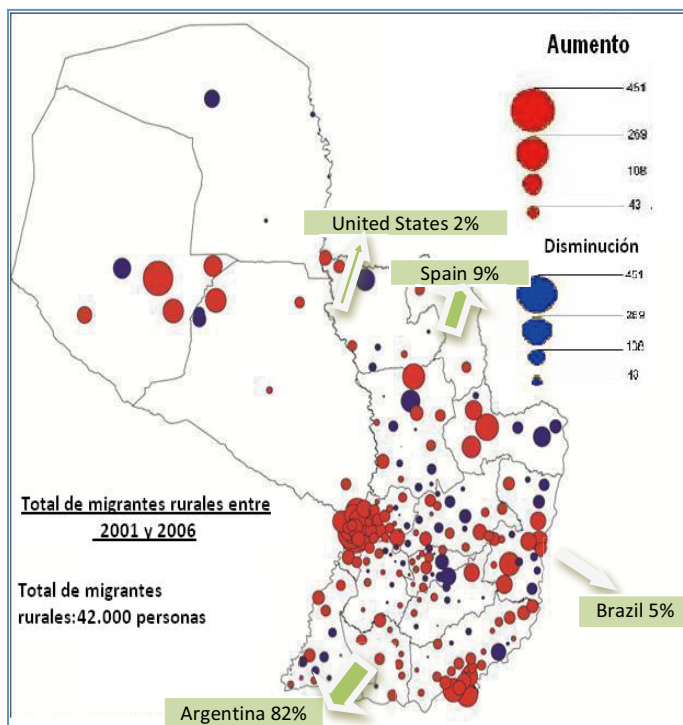 Aumento
451
269
108
43
United States 2%
Disminución
Spain 9%
451
269
108
43
Total de migrantes rurales entre
2001 y 2006
Total de migrantes
rurales:42.000 personas
Brazil 5%
Argentina 82%